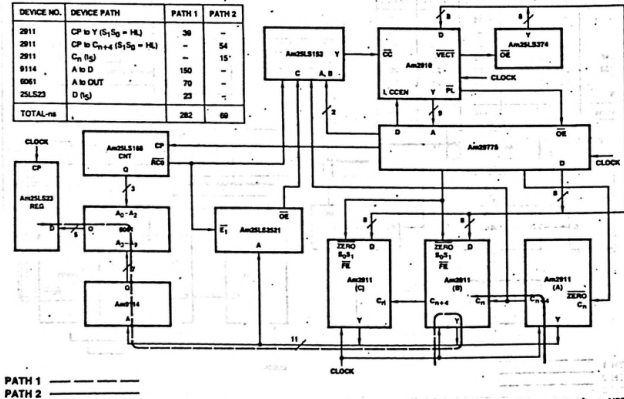 DEVICE NO. DEVICE PATH PATH 1 PATH 2
2911 CP to Y (S1S0 = HL) 39 -
2911 CP to Cn+4 (S1S0 = HL) - 54
2911 Cn (ts) - 15
9114 A to D 150 -
6061 A to OUT 70 -
25LS23 D (ts) 23 -
TOTAL-ns 282 69
Am25LS153
Y
C A, B
D
CC VECT
Am2910
I, CCEN Y PL
8
8
Y
Am25LS374
OE
CLOCK
2
9
D A OE
Am29775
D
CLOCK
CLOCK
CP
Am25LS23
REG
D
5
Am25LS168
CNT
CP
RCO
Q
3
A0 - A2
O
6061
A3 - A9
7
O
Am9114
A
E1 OE
Am25LS2521
A
8
8
8
ZERO D
S0S1
FE
Am2911
(C)
Cn
Y
ZERO D
S0S1
FE
Am2911
(B)
Cn+4 Cn
Y
Am2911
(A)
ZERO
Cn+4 Cn
Y
11
CLOCK
PATH 1
PATH 2